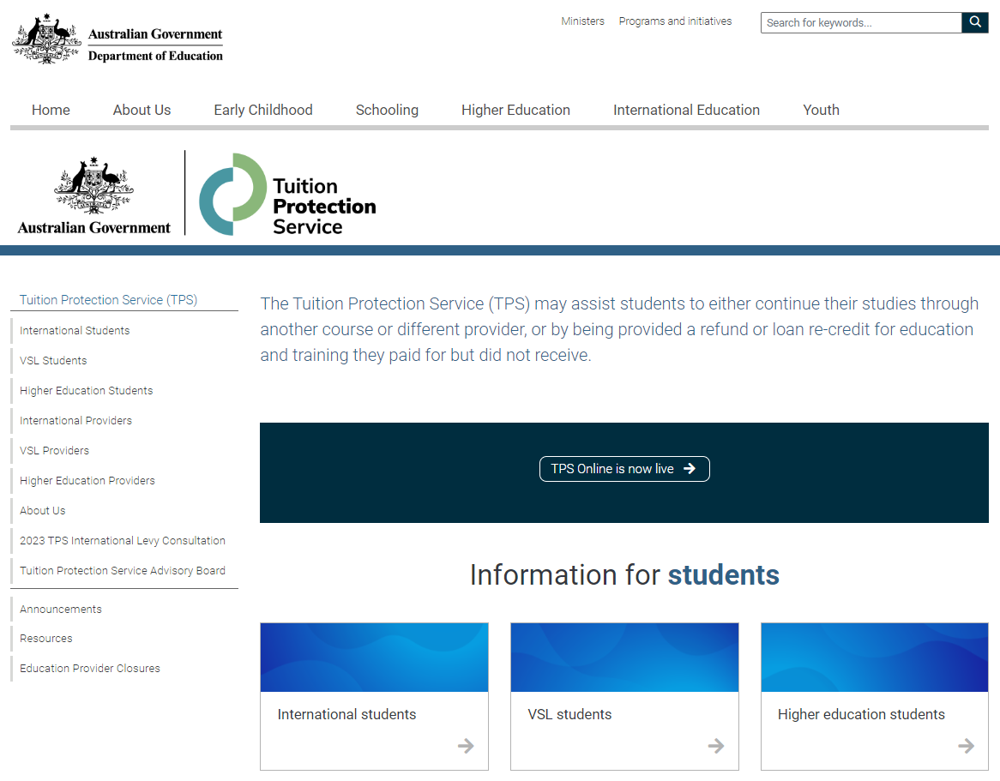 Australian Government
Department of Education
Ministers Programs and initiatives
Search for keywords...
Home About Us Early Childhood Schooling Higher Education International Education Youth
Australian Government
Tuition
Protection
Service
Tuition Protection Service (TPS)
International Students
VSL Students
Higher Education Students
International Providers
VSL Providers
Higher Education Providers
About Us
2023 TPS International Levy Consultation
Tuition Protection Service Advisory Board
Announcements
Resources
Education Provider Closures
The Tuition Protection Service (TPS) may assist students to either continue their studies through
another course or different provider, or by being provided a refund or loan re-credit for education
and training they paid for but did not receive.
TPS Online is now live
Information for students
International students
VSL students
Higher education students